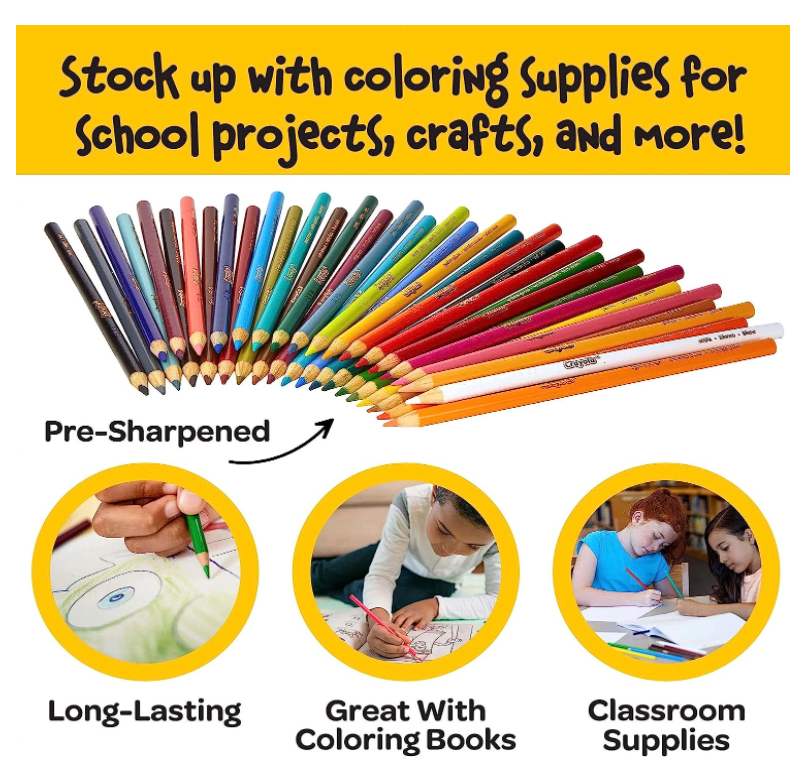 Stock up with coloring supplies for
school projects, crafts, and more!
Crayola
Pre-Sharpened
Long-Lasting
Great With
Coloring Books
Classroom
Supplies